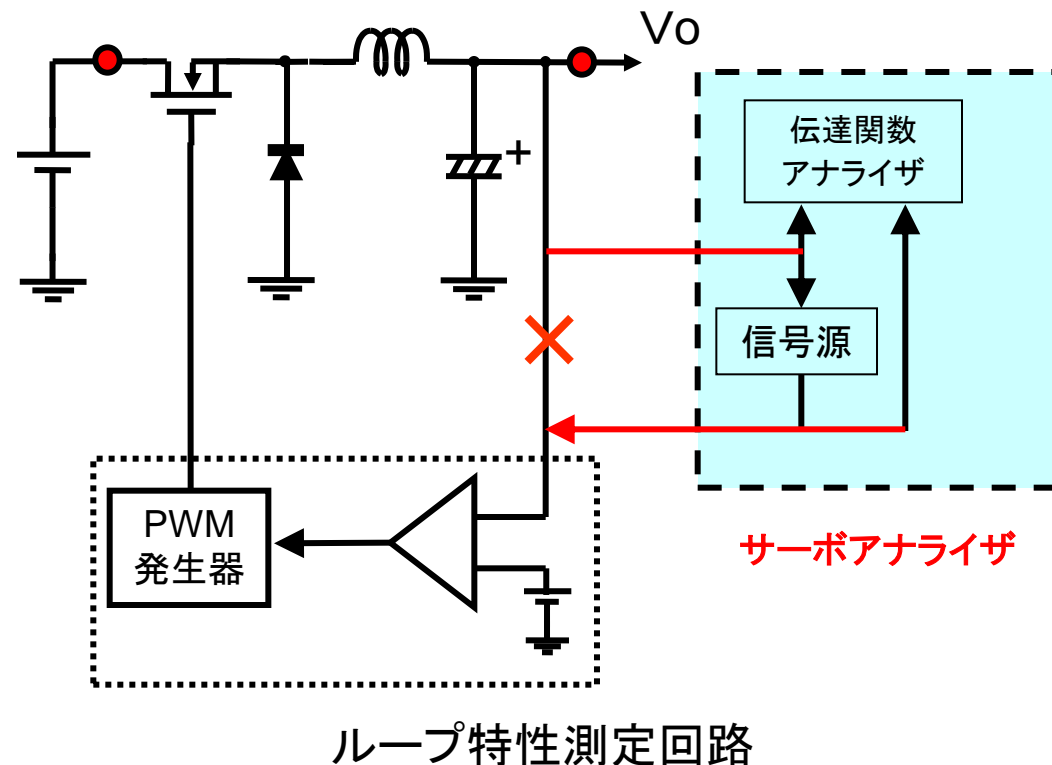 Vo
伝達関数
アナライザ
+
信号源
PWM
発生器
サーボアナライザ
ループ特性測定回路